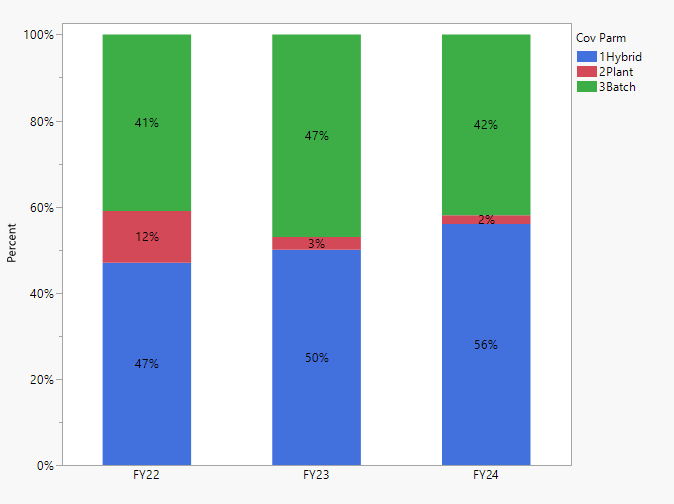 Percent
100%
80%
60%
40%
20%
0%
41%
12%
47%
47%
3%
50%
42%
2%
56%
FY22
FY23
FY24
Cov Parm
1Hybrid
2Plant
3Batch